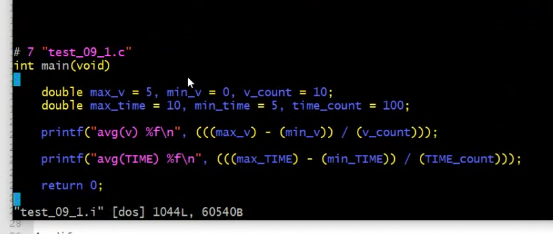 # 7 "test_09_1.c"
int main(void)
{
double max_v = 5, min_v = 0, v_count = 10;
double max_time = 10, min_time = 5, time_count = 100;
printf("avg(v) %f\n", (((max_v) - (min_v)) / (v_count)));
printf("avg(TIME) %f\n", (((max_TIME) - (min_TIME)) / (TIME_count)));
return 0;
}
"test_09_1.i" [dos] 1044L, 60540B